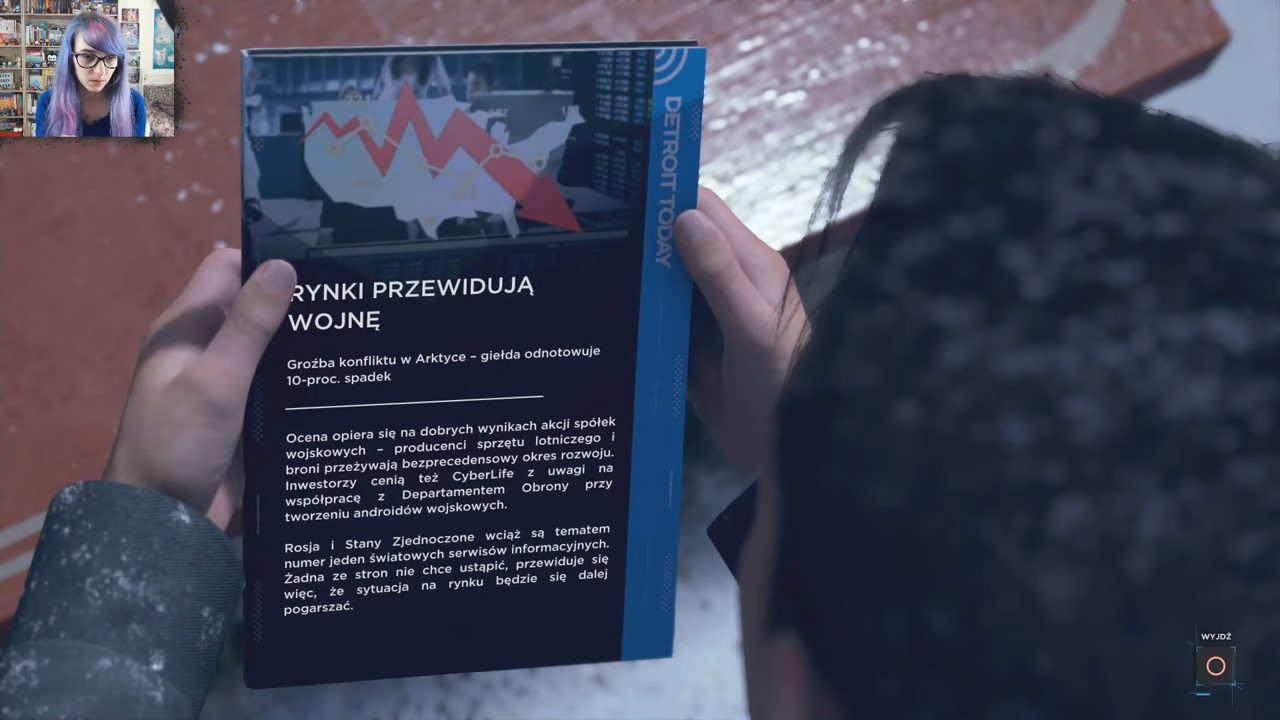 DETROIT TODAY
RYNKI PRZEWIDUJĄ
WOJNĘ
Groźba konfliktu w Arktyce – giełda odnotowuje
10-proc. spadek
Ocena opiera się na dobrych wynikach akcji spółek
wojskowych – producenci sprzętu lotniczego i
broni przeżywają bezprecedensowy okres rozwoju.
Inwestorzy cenią też CyberLife z uwagi na
współpracę z Departamentem Obrony przy
tworzeniu androidów wojskowych.
Rosja i Stany Zjednoczone wciąż są tematem
numer jeden światowych serwisów informacyjnych.
Żadna ze stron nie chce ustąpić, przewiduje się
więc, że sytuacja na rynku będzie się dalej
pogarszać.
WYJDŹ